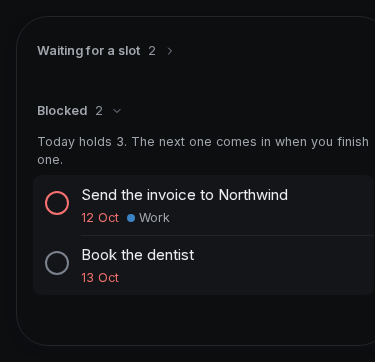 Waiting for a slot 2
Blocked 2
Today holds 3. The next one comes in when you finish
one.
Send the invoice to Northwind
12 Oct Work
Book the dentist
13 Oct